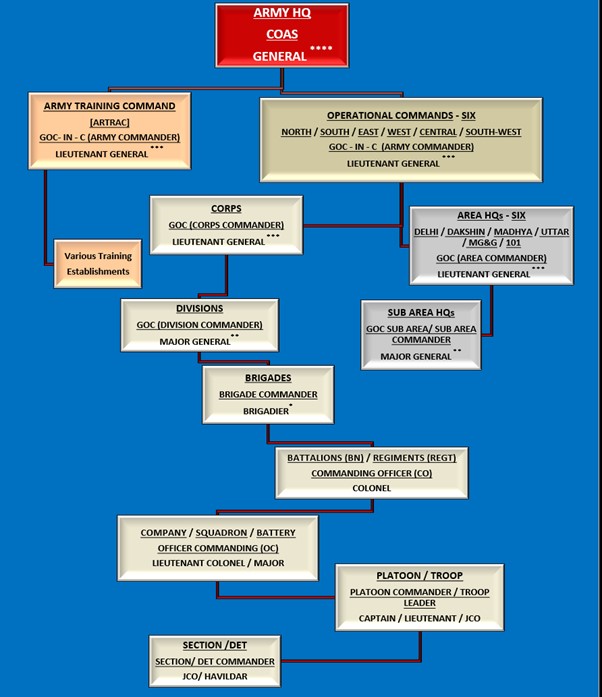 ARMY HQ
COAS
GENERAL ****
ARMY TRAINING COMMAND
[ARTRAC]
GOC- IN - C (ARMY COMMANDER)
LIEUTENANT GENERAL ***
OPERATIONAL COMMANDS - SIX
NORTH / SOUTH / EAST / WEST / CENTRAL / SOUTH-WEST
GOC - IN - C (ARMY COMMANDER)
LIEUTENANT GENERAL ***
Various Training
Establishments
CORPS
GOC (CORPS COMMANDER)
LIEUTENANT GENERAL ***
AREA HQs - SIX
DELHI / DAKSHIN / MADHYA / UTTAR
/ MG&G / 101
GOC (AREA COMMANDER)
LIEUTENANT GENERAL ***
DIVISIONS
GOC (DIVISION COMMANDER)
MAJOR GENERAL **
SUB AREA HQs
GOC SUB AREA/ SUB AREA
COMMANDER
MAJOR GENERAL **
BRIGADES
BRIGADE COMMANDER
BRIGADIER *
BATTALIONS (BN) / REGIMENTS (REGT)
COMMANDING OFFICER (CO)
COLONEL
COMPANY / SQUADRON / BATTERY
OFFICER COMMANDING (OC)
LIEUTENANT COLONEL / MAJOR
PLATOON / TROOP
PLATOON COMMANDER / TROOP
LEADER
CAPTAIN / LIEUTENANT / JCO
SECTION /DET
SECTION/ DET COMMANDER
JCO/ HAVILDAR